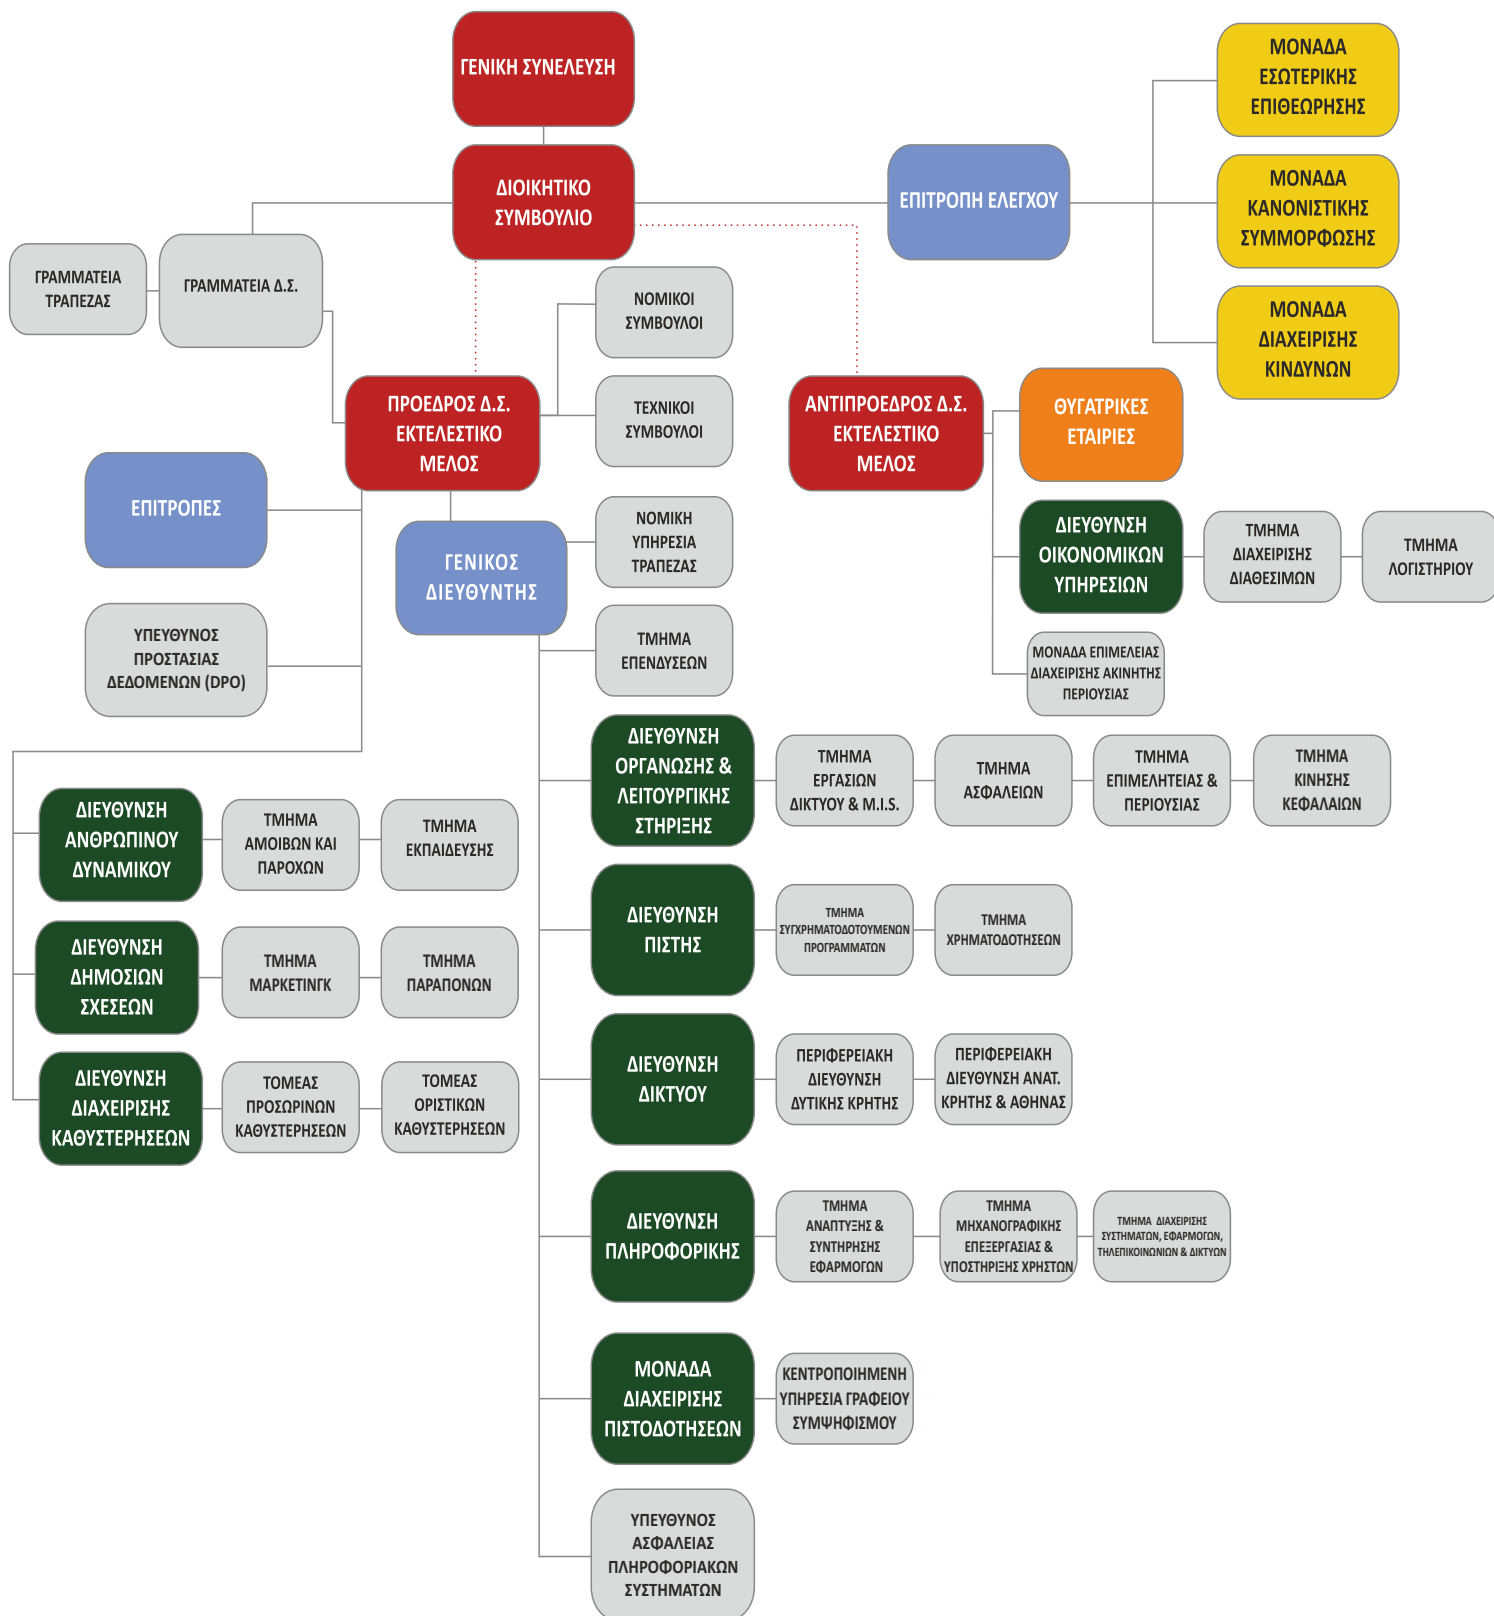 ΓΕΝΙΚΗ ΣΥΝΕΛΕΥΣΗ
ΔΙΟΙΚΗΤΙΚΟ
ΣΥΜΒΟΥΛΙΟ
ΕΠΙΤΡΟΠΗ ΕΛΕΓΧΟΥ
ΜΟΝΑΔΑ
ΕΣΩΤΕΡΙΚΗΣ
ΕΠΙΘΕΩΡΗΣΗΣ
ΜΟΝΑΔΑ
ΚΑΝΟΝΙΣΤΙΚΗΣ
ΣΥΜΜΟΡΦΩΣΗΣ
ΜΟΝΑΔΑ
ΔΙΑΧΕΙΡΙΣΗΣ
ΚΙΝΔΥΝΩΝ
ΓΡΑΜΜΑΤΕΙΑ
ΤΡΑΠΕΖΑΣ
ΓΡΑΜΜΑΤΕΙΑ Δ.Σ.
ΝΟΜΙΚΟΙ
ΣΥΜΒΟΥΛΟΙ
ΤΕΧΝΙΚΟΙ
ΣΥΜΒΟΥΛΟΙ
ΠΡΟΕΔΡΟΣ Δ.Σ.
ΕΚΤΕΛΕΣΤΙΚΟ
ΜΕΛΟΣ
ΑΝΤΙΠΡΟΕΔΡΟΣ Δ.Σ.
ΕΚΤΕΛΕΣΤΙΚΟ
ΜΕΛΟΣ
ΘΥΓΑΤΡΙΚΕΣ
ΕΤΑΙΡΙΕΣ
ΔΙΕΥΘΥΝΣΗ
ΟΙΚΟΝΟΜΙΚΩΝ
ΥΠΗΡΕΣΙΩΝ
ΤΜΗΜΑ
ΔΙΑΧΕΙΡΙΣΗΣ
ΔΙΑΘΕΣΙΜΩΝ
ΤΜΗΜΑ
ΛΟΓΙΣΤΗΡΙΟΥ
ΜΟΝΑΔΑ ΕΠΙΜΕΛΕΙΑΣ
ΔΙΑΧΕΙΡΙΣΗΣ ΑΚΙΝΗΤΗΣ
ΠΕΡΙΟΥΣΙΑΣ
ΕΠΙΤΡΟΠΕΣ
ΓΕΝΙΚΟΣ
ΔΙΕΥΘΥΝΤΗΣ
ΝΟΜΙΚΗ
ΥΠΗΡΕΣΙΑ
ΤΡΑΠΕΖΑΣ
ΤΜΗΜΑ
ΕΠΕΝΔΥΣΕΩΝ
ΥΠΕΥΘΥΝΟΣ
ΠΡΟΣΤΑΣΙΑΣ
ΔΕΔΟΜΕΝΩΝ (DPO)
ΔΙΕΥΘΥΝΣΗ
ΟΡΓΑΝΩΣΗΣ &
ΛΕΙΤΟΥΡΓΙΚΗΣ
ΣΤΗΡΙΞΗΣ
ΤΜΗΜΑ
ΕΡΓΑΣΙΩΝ
ΔΙΚΤΥΟΥ & M.I.S.
ΤΜΗΜΑ
ΑΣΦΑΛΕΙΩΝ
ΤΜΗΜΑ
ΕΠΙΜΕΛΗΤΕΙΑΣ &
ΠΕΡΙΟΥΣΙΑΣ
ΤΜΗΜΑ
ΚΙΝΗΣΗΣ
ΚΕΦΑΛΑΙΩΝ
ΔΙΕΥΘΥΝΣΗ
ΑΝΘΡΩΠΙΝΟΥ
ΔΥΝΑΜΙΚΟΥ
ΤΜΗΜΑ
ΑΜΟΙΒΩΝ ΚΑΙ
ΠΑΡΟΧΩΝ
ΤΜΗΜΑ
ΕΚΠΑΙΔΕΥΣΗΣ
ΔΙΕΥΘΥΝΣΗ
ΠΙΣΤΗΣ
ΤΜΗΜΑ
ΣΥΓΧΡΗΜΑΤΟΔΟΤΟΥΜΕΝΩΝ
ΠΡΟΓΡΑΜΜΑΤΩΝ
ΤΜΗΜΑ
ΧΡΗΜΑΤΟΔΟΤΗΣΕΩΝ
ΔΙΕΥΘΥΝΣΗ
ΔΗΜΟΣΙΩΝ
ΣΧΕΣΕΩΝ
ΤΜΗΜΑ
ΜΑΡΚΕΤΙΝΓΚ
ΤΜΗΜΑ
ΠΑΡΑΠΟΝΩΝ
ΔΙΕΥΘΥΝΣΗ
ΔΙΚΤΥΟΥ
ΠΕΡΙΦΕΡΕΙΑΚΗ
ΔΙΕΥΘΥΝΣΗ
ΔΥΤΙΚΗΣ ΚΡΗΤΗΣ
ΠΕΡΙΦΕΡΕΙΑΚΗ
ΔΙΕΥΘΥΝΣΗ ΑΝΑΤ.
ΚΡΗΤΗΣ & ΑΘΗΝΑΣ
ΔΙΕΥΘΥΝΣΗ
ΔΙΑΧΕΙΡΙΣΗΣ
ΚΑΘΥΣΤΕΡΗΣΕΩΝ
ΤΟΜΕΑΣ
ΠΡΟΣΩΡΙΝΩΝ
ΚΑΘΥΣΤΕΡΗΣΕΩΝ
ΤΟΜΕΑΣ
ΟΡΙΣΤΙΚΩΝ
ΚΑΘΥΣΤΕΡΗΣΕΩΝ
ΔΙΕΥΘΥΝΣΗ
ΠΛΗΡΟΦΟΡΙΚΗΣ
ΤΜΗΜΑ
ΑΝΑΠΤΥΞΗΣ &
ΣΥΝΤΗΡΗΣΗΣ
ΕΦΑΡΜΟΓΩΝ
ΤΜΗΜΑ
ΜΗΧΑΝΟΓΡΑΦΙΚΗΣ
ΕΠΕΞΕΡΓΑΣΙΑΣ &
ΥΠΟΣΤΗΡΙΞΗΣ ΧΡΗΣΤΩΝ
ΤΜΗΜΑ ΔΙΑΧΕΙΡΙΣΗΣ
ΣΥΣΤΗΜΑΤΩΝ, ΕΦΑΡΜΟΓΩΝ,
ΤΗΛΕΠΙΚΟΙΝΩΝΙΩΝ & ΔΙΚΤΥΩΝ
ΜΟΝΑΔΑ
ΔΙΑΧΕΙΡΙΣΗΣ
ΠΙΣΤΟΔΟΤΗΣΕΩΝ
ΚΕΝΤΡΟΠΟΙΗΜΕΝΗ
ΥΠΗΡΕΣΙΑ ΓΡΑΦΕΙΟΥ
ΣΥΜΨΗΦΙΣΜΟΥ
ΥΠΕΥΘΥΝΟΣ
ΑΣΦΑΛΕΙΑΣ
ΠΛΗΡΟΦΟΡΙΑΚΩΝ
ΣΥΣΤΗΜΑΤΩΝ